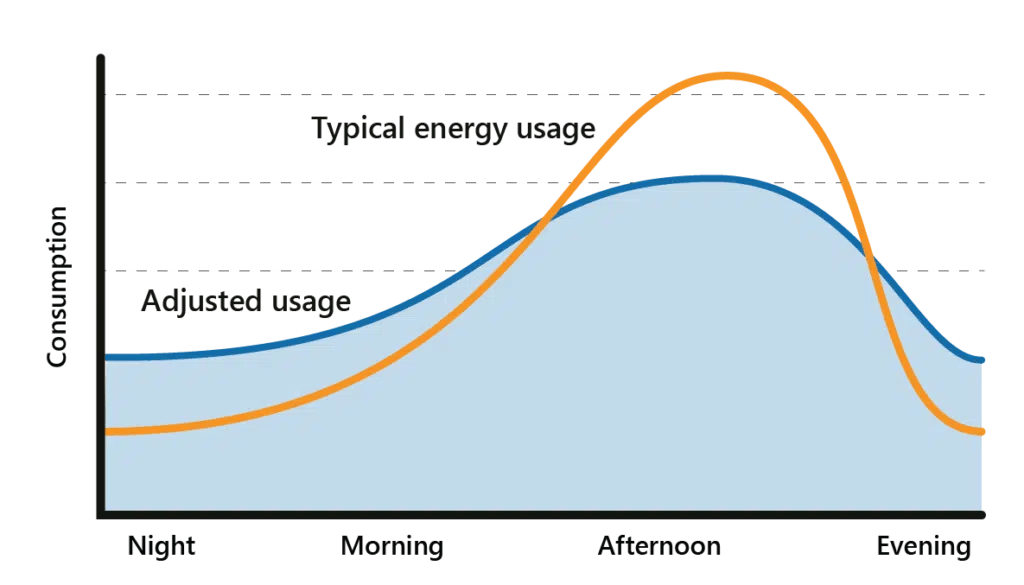 Typical energy usage
Adjusted usage
Consumption
Night
Morning
Afternoon
Evening